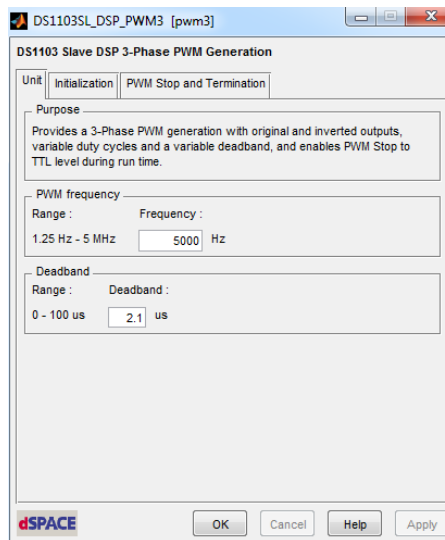 DS1103SL_DSP_PWM3 [pwm3]
DS1103 Slave DSP 3-Phase PWM Generation
Unit Initialization PWM Stop and Termination
Purpose
Provides a 3-Phase PWM generation with original and inverted outputs,
variable duty cycles and a variable deadband, and enables PWM Stop to
TTL level during run time.
PWM frequency
Range : Frequency :
1.25 Hz - 5 MHz 5000 Hz
Deadband
Range : Deadband :
0 - 100 us 2.1 us
dSPACE OK Cancel Help Apply